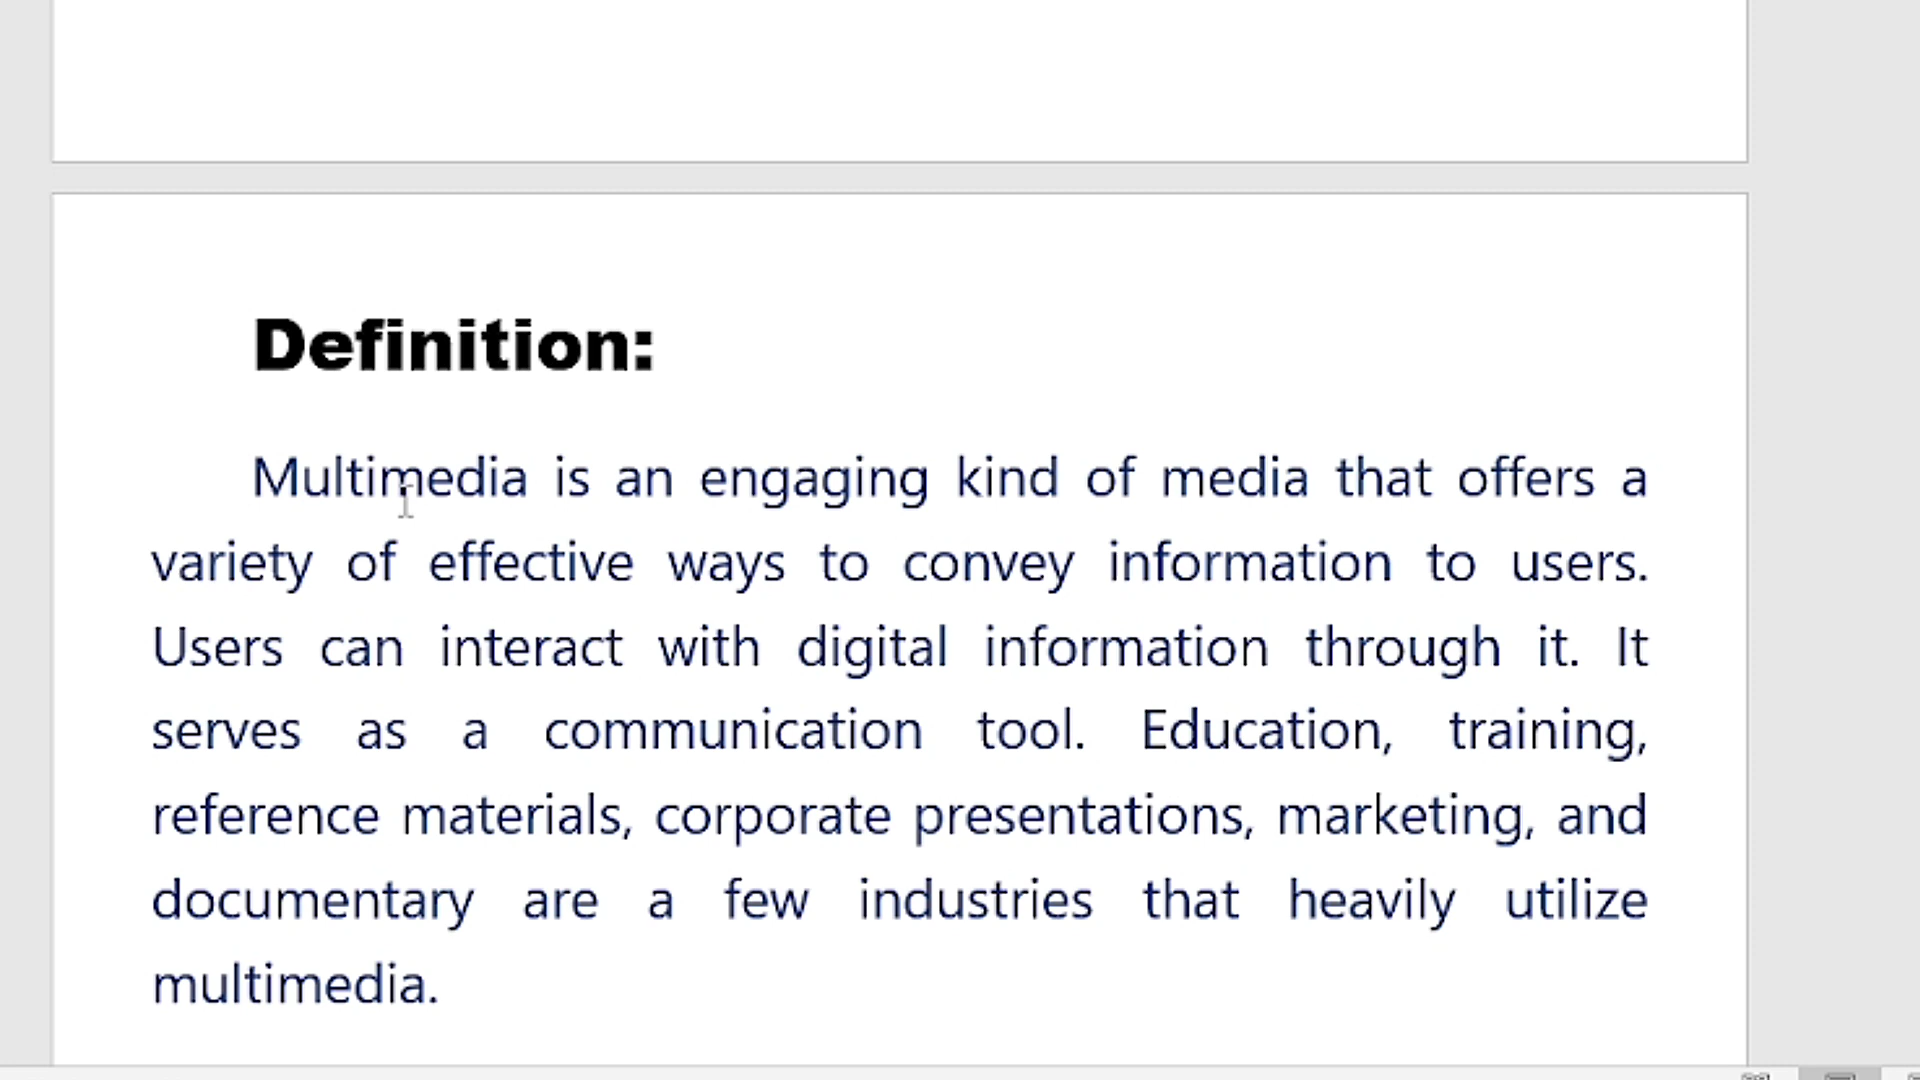 Definition:
Multimedia is an engaging kind of media that offers a
variety of effective ways to convey information to users.
Users can interact with digital information through it. It
serves as a communication tool. Education, training,
reference materials, corporate presentations, marketing, and
documentary are a few industries that heavily utilize
multimedia.